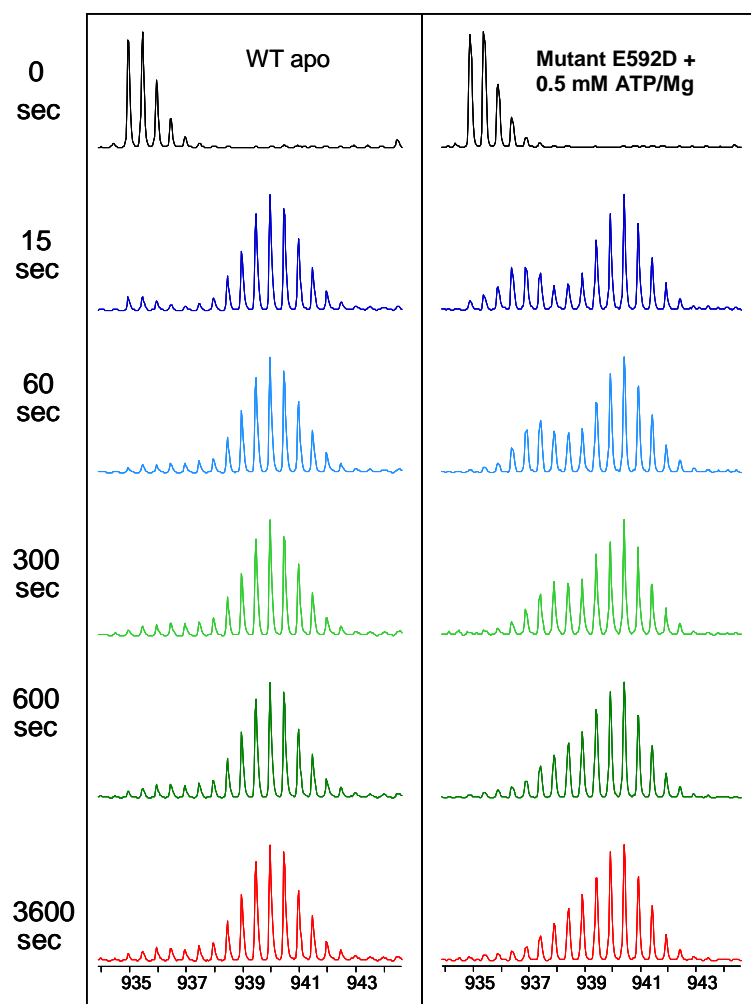 WT apo
Mutant E592D +
0.5 mM ATP/Mg
0
sec
15
sec
60
sec
300
sec
600
sec
3600
sec
935 937 939 941 943
935 937 939 941 943